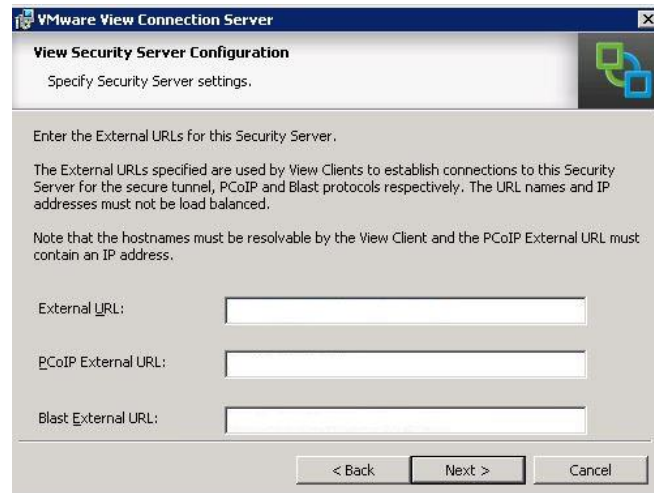 VMware View Connection Server
View Security Server Configuration
Specify Security Server settings.
Enter the External URLs for this Security Server.
The External URLs specified are used by View Clients to establish connections to this Security
Server for the secure tunnel, PCoIP and Blast protocols respectively. The URL names and IP
addresses must not be load balanced.
Note that the hostnames must be resolvable by the View Client and the PCoIP External URL must
contain an IP address.
External URL:
PCoIP External URL:
Blast External URL:
< Back Next > Cancel